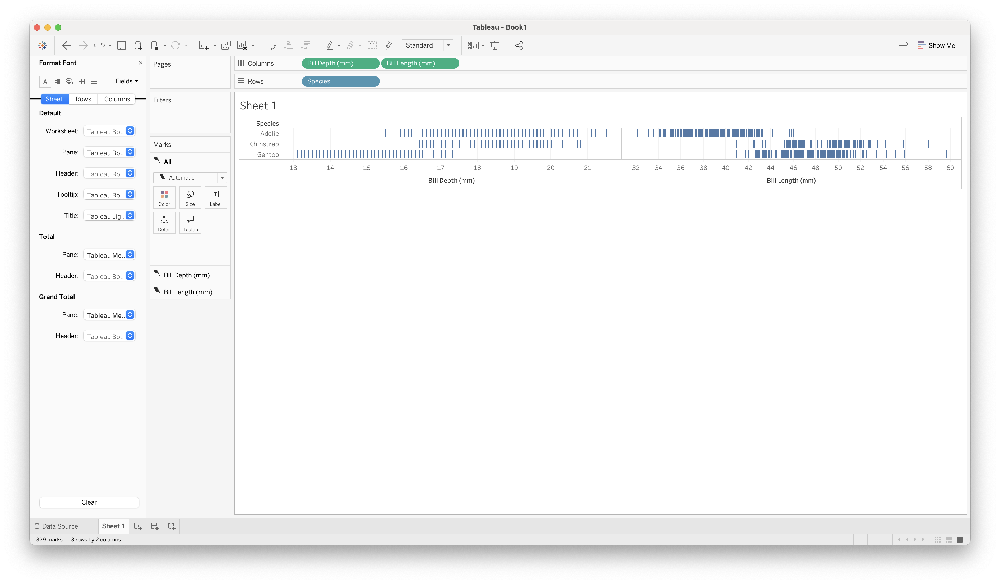 Tableau - Book1
Standard
Show Me
Format Font
Fields
Sheet Rows Columns
Default
Worksheet: Tableau Bo..
Pane: Tableau Bo..
Header: Tableau Bo..
Tooltip: Tableau Bo..
Title: Tableau Lig..
Total
Pane: Tableau Me..
Header: Tableau Bo..
Grand Total
Pane: Tableau Me..
Header: Tableau Bo..
Clear
Pages
Filters
Marks
All
Automatic
Color Size Label
Detail Tooltip
Bill Depth (mm)
Bill Length (mm)
Columns Bill Depth (mm) Bill Length (mm)
Rows Species
Sheet 1
Species
Adelie
Chinstrap
Gentoo
13 14 15 16 17 18 19 20 21 32 34 36 38 40 42 44 46 48 50 52 54 56 58 60
Bill Depth (mm) Bill Length (mm)
Data Source Sheet 1
329 marks 3 rows by 2 columns